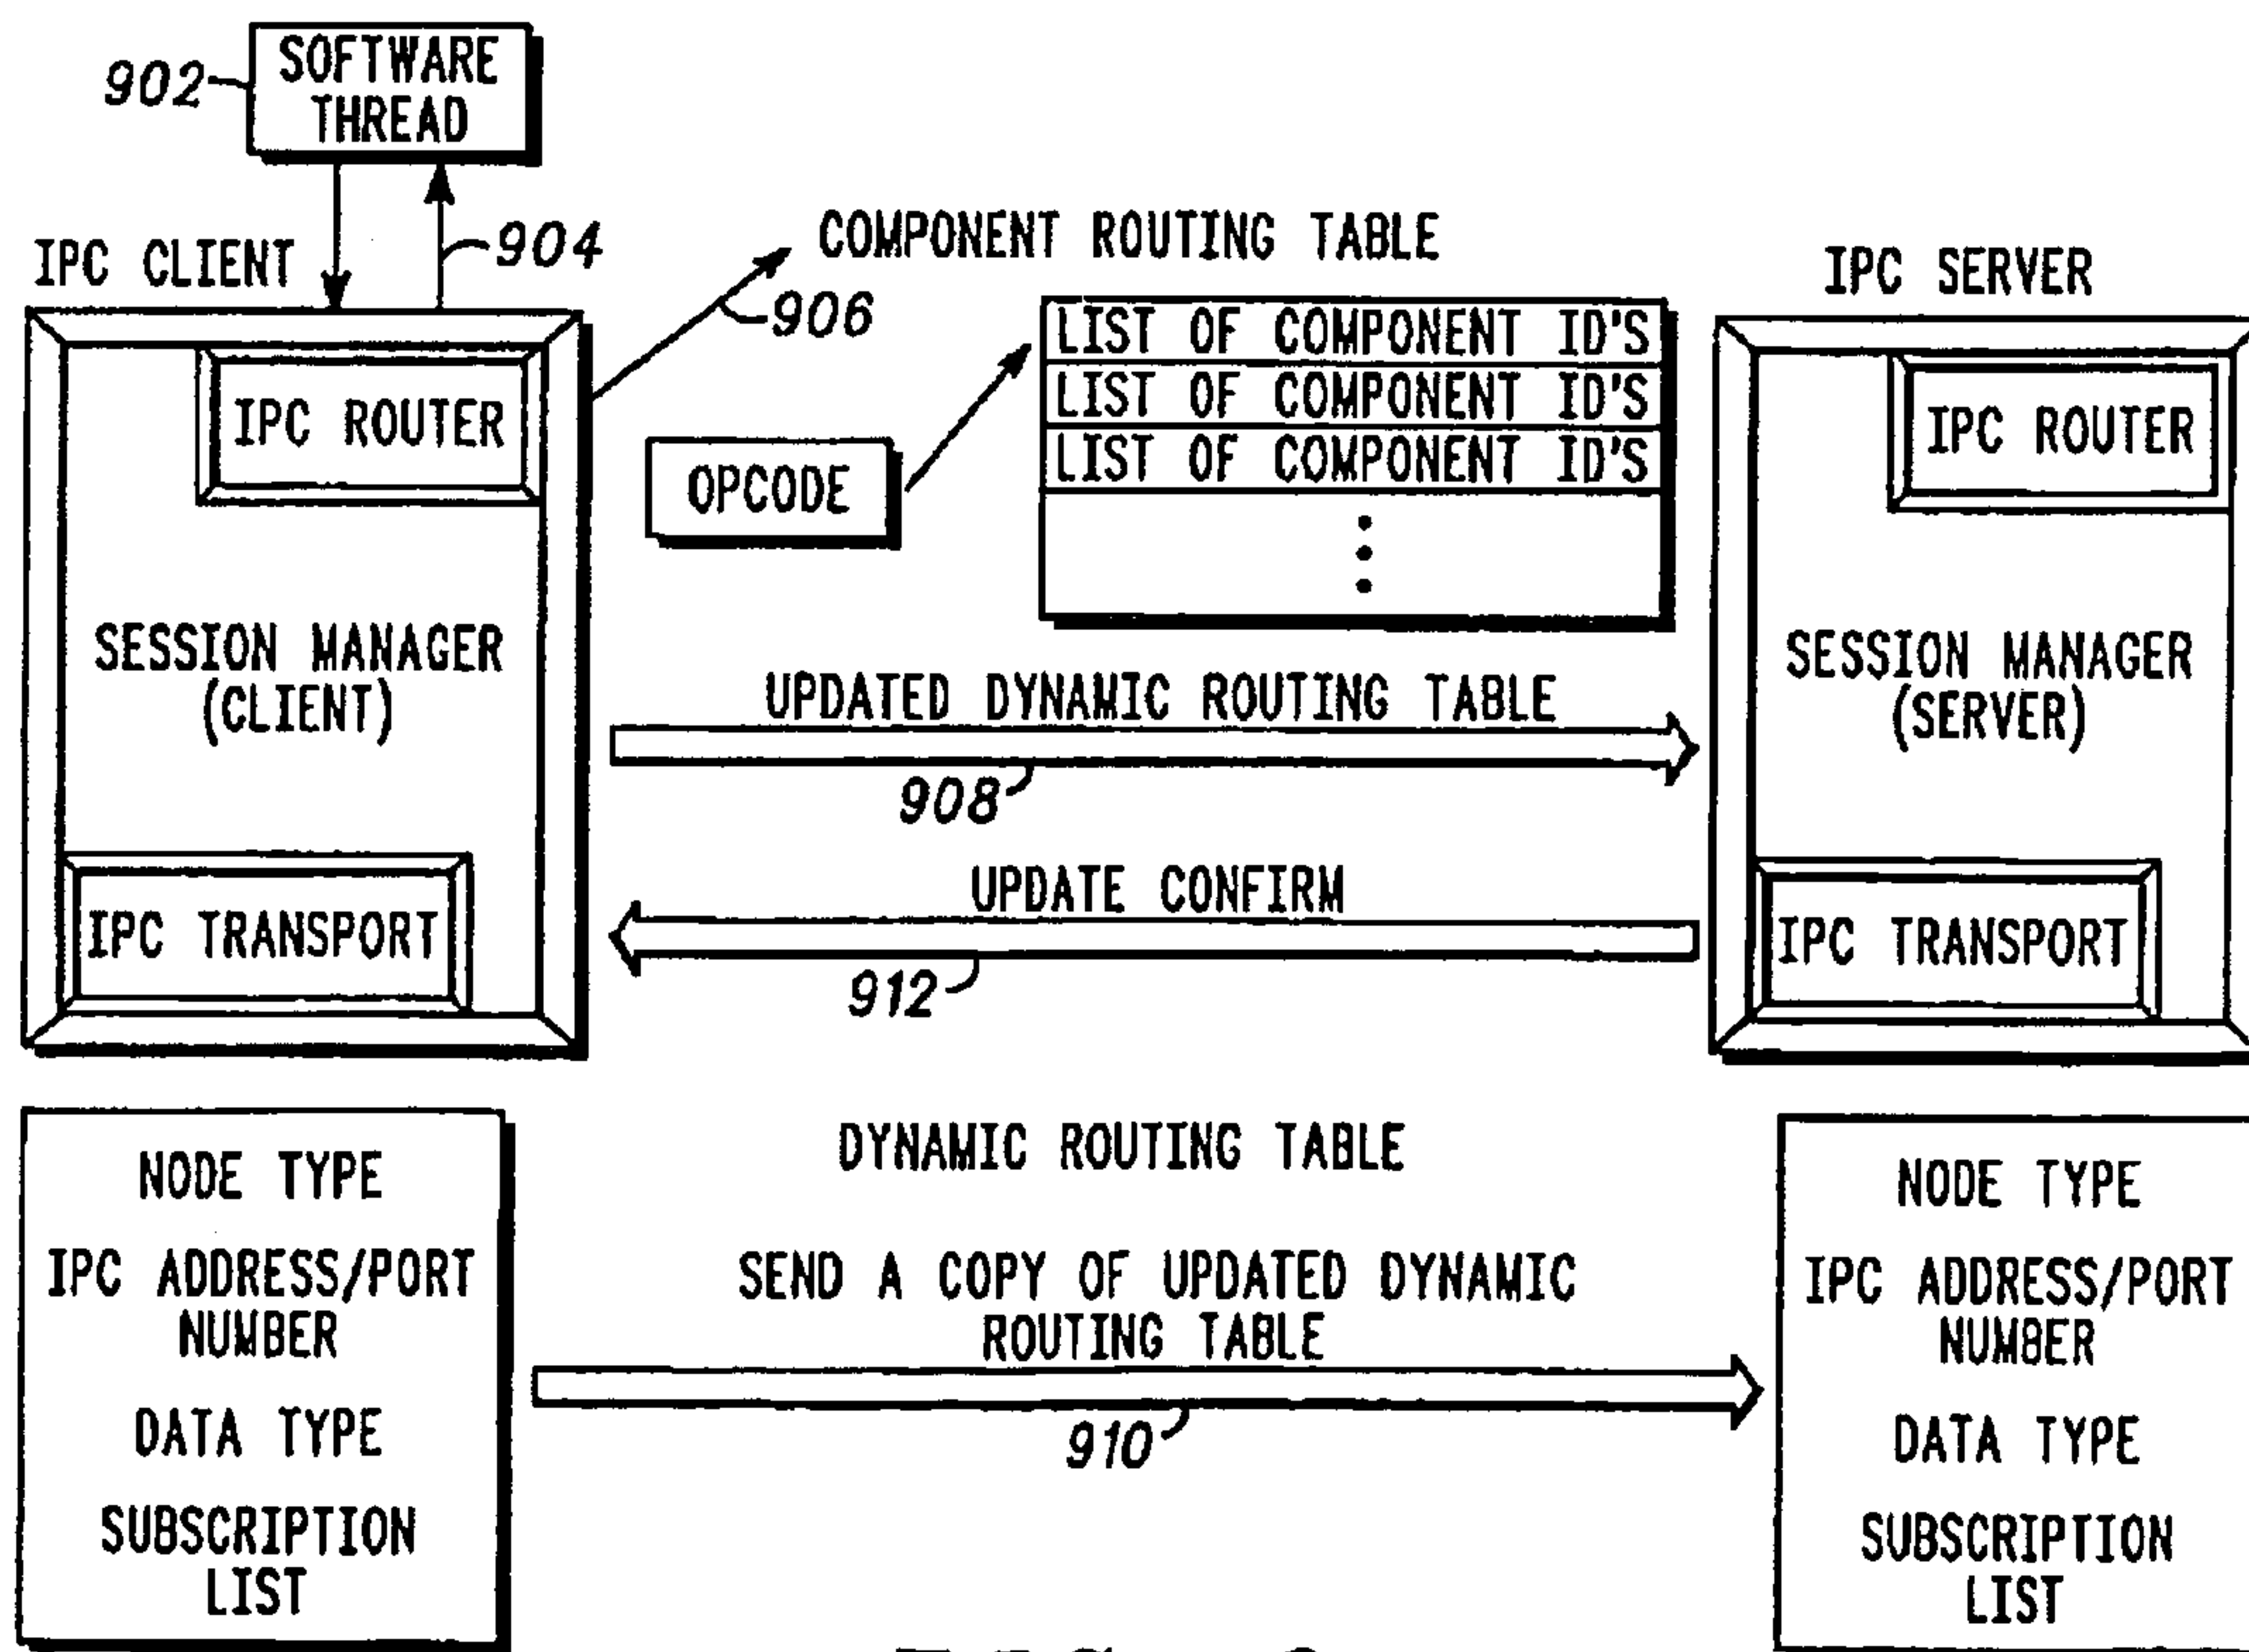 SOFTWARE
THREAD
902
904
IPC CLIENT
COMPONENT ROUTING TABLE
906
IPC SERVER
LIST OF COMPONENT ID'S
LIST OF COMPONENT ID'S
LIST OF COMPONENT ID'S
IPC ROUTER
OPCODE
IPC ROUTER
SESSION MANAGER
(CLIENT)
UPDATED DYNAMIC ROUTING TABLE
908
SESSION MANAGER
(SERVER)
UPDATE CONFIRM
912
IPC TRANSPORT
IPC TRANSPORT
NODE TYPE
IPC ADDRESS/PORT
NUMBER
DATA TYPE
SUBSCRIPTION
LIST
DYNAMIC ROUTING TABLE
SEND A COPY OF UPDATED DYNAMIC
ROUTING TABLE
910
NODE TYPE
IPC ADDRESS/PORT
NUMBER
DATA TYPE
SUBSCRIPTION
LIST